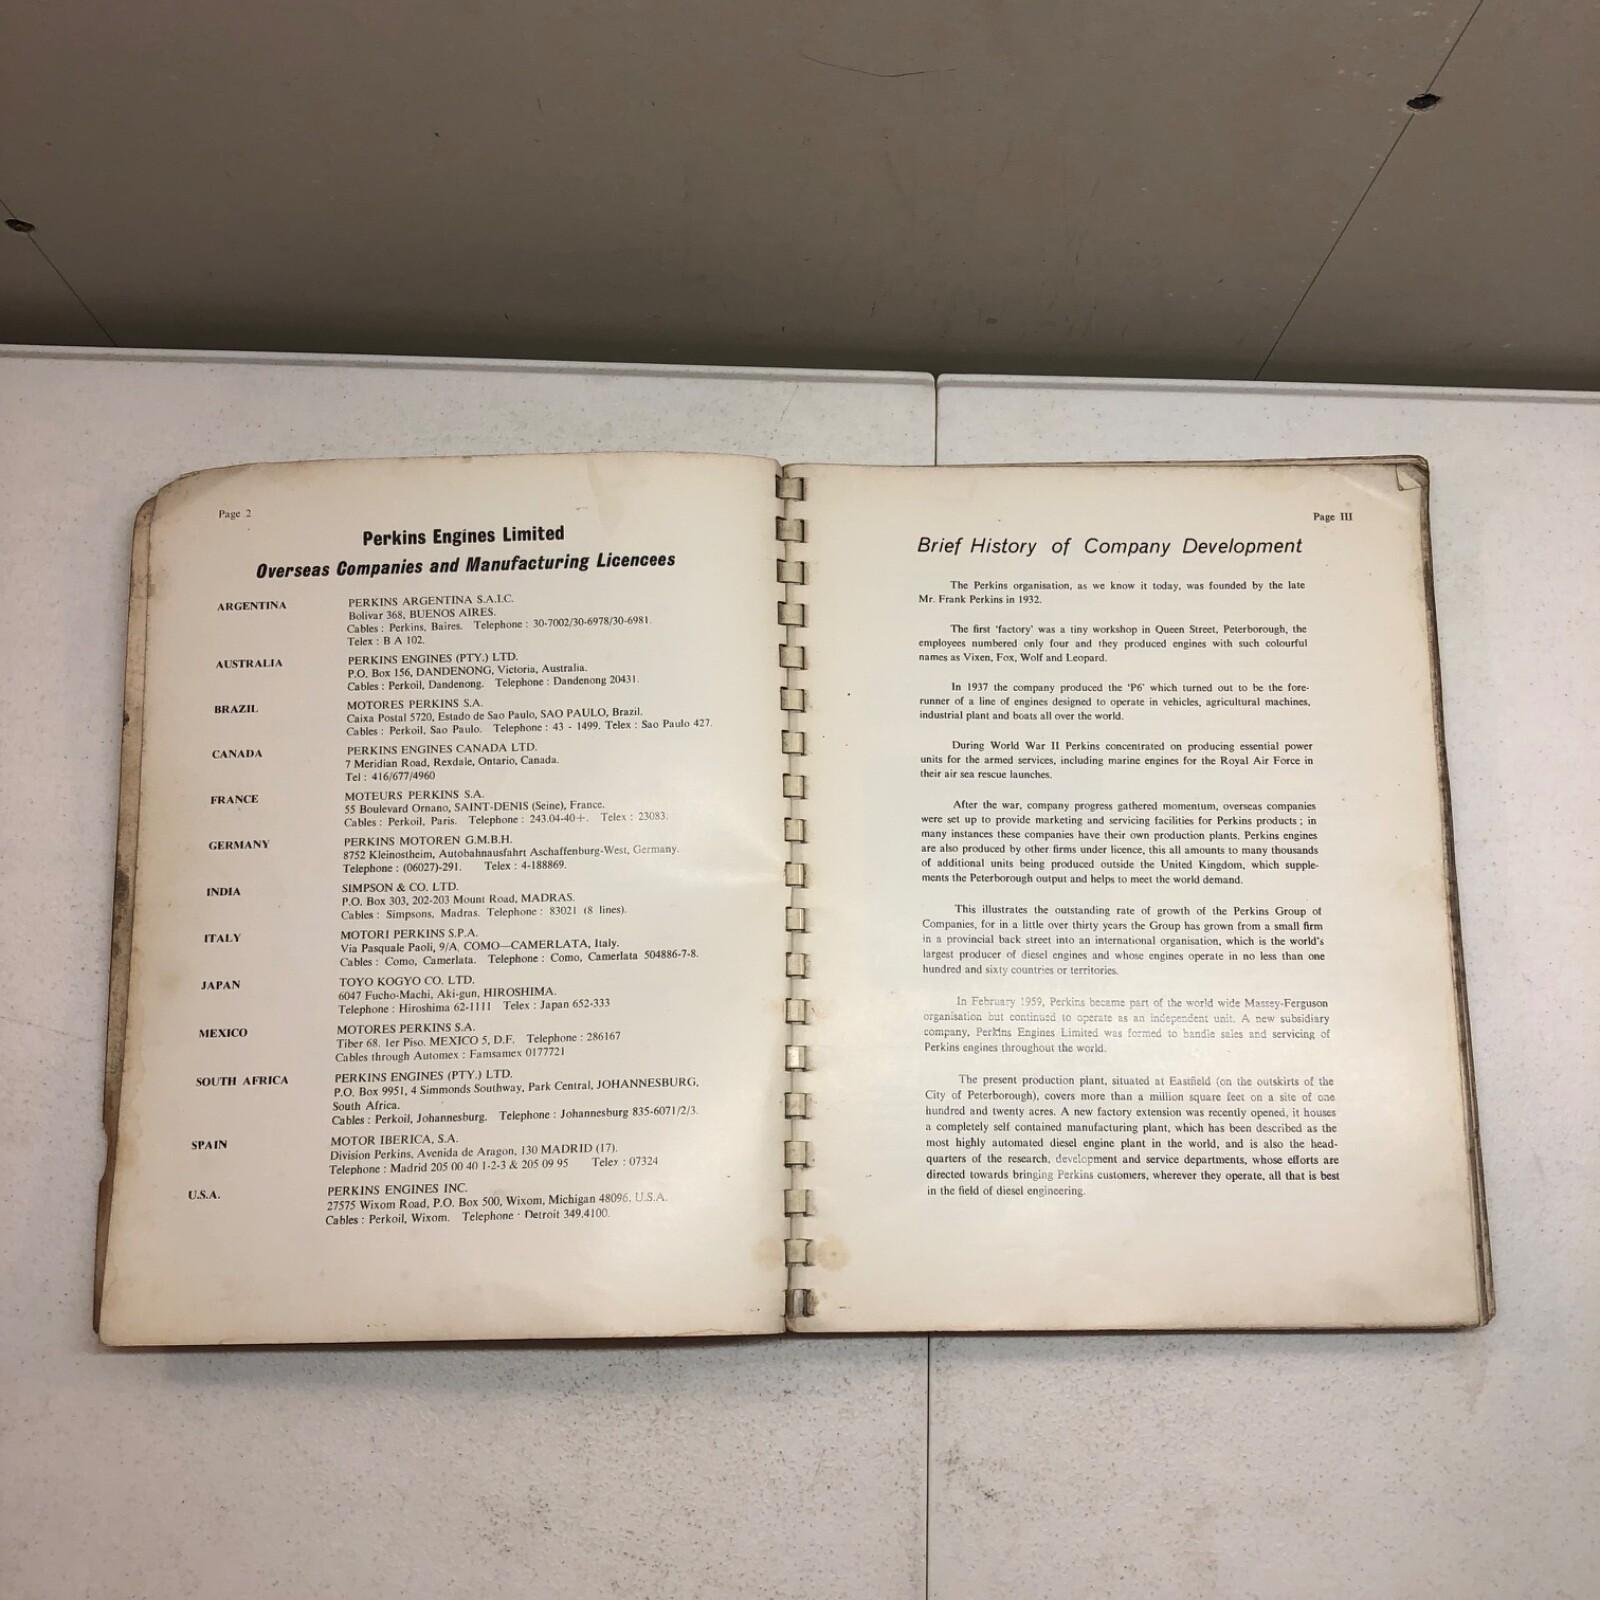 Page 2
Perkins Engines Limited
Overseas Companies and Manufacturing Licencees
ARGENTINA PERKINS ARGENTINA S.A.I.C.
Bolivar 368, BUENOS AIRES.
Cables : Perkins, Baires. Telephone : 30-7002/30-6978/30-6981.
Telex : B A 102.
AUSTRALIA PERKINS ENGINES (PTY.) LTD.
P.O. Box 156, DANDENONG, Victoria, Australia.
Cables : Perkoil, Dandenong. Telephone : Dandenong 20431.
BRAZIL MOTORES PERKINS S.A.
Caixa Postal 5720, Estado de Sao Paulo, SAO PAULO, Brazil.
Cables : Perkoil, Sao Paulo. Telephone : 43 - 1499. Telex : Sao Paulo 427.
CANADA PERKINS ENGINES CANADA LTD.
7 Meridian Road, Rexdale, Ontario, Canada.
Tel : 416/677/4960
FRANCE MOTEURS PERKINS S.A.
55 Boulevard Ornano, SAINT-DENIS (Seine), France.
Cables : Perkoil, Paris. Telephone : 243.04-40+. Telex : 23083.
GERMANY PERKINS MOTOREN G.M.B.H.
8752 Kleinostheim, Autobahnausfahrt Aschaffenburg-West, Germany.
Telephone : (06027)-291. Telex : 4-188869.
INDIA SIMPSON & CO. LTD.
P.O. Box 303, 202-203 Mount Road, MADRAS.
Cables : Simpsons, Madras. Telephone : 83021 (8 lines).
ITALY MOTORI PERKINS S.P.A.
Via Pasquale Paoli, 9/A, COMO—CAMERLATA, Italy.
Cables : Como, Camerlata. Telephone : Como, Camerlata 504886-7-8.
JAPAN TOYO KOGYO CO. LTD.
6047 Fucho-Machi, Aki-gun, HIROSHIMA.
Telephone : Hiroshima 62-1111 Telex : Japan 652-333
MEXICO MOTORES PERKINS S.A.
Tiber 68, 1er Piso, MEXICO 5, D.F. Telephone : 286167
Cables through Automex : Famsamex 0177721
SOUTH AFRICA PERKINS ENGINES (PTY.) LTD.
P.O. Box 9951, 4 Simmonds Southway, Park Central, JOHANNESBURG,
South Africa.
Cables : Perkoil, Johannesburg. Telephone : Johannesburg 835-6071/2/3.
SPAIN MOTOR IBERICA, S.A.
Division Perkins, Avenida de Aragon, 130 MADRID (17).
Telephone : Madrid 205 00 40 1-2-3 & 205 09 95 Telex : 07324
U.S.A. PERKINS ENGINES INC.
27575 Wixom Road, P.O. Box 500, Wixom, Michigan 48096, U.S.A.
Cables : Perkoil, Wixom. Telephone : Detroit 349.4100.
Page III
Brief History of Company Development
The Perkins organisation, as we know it today, was founded by the late
Mr. Frank Perkins in 1932.
The first 'factory' was a tiny workshop in Queen Street, Peterborough, the
employees numbered only four and they produced engines with such colourful
names as Vixen, Fox, Wolf and Leopard.
In 1937 the company produced the 'P6' which turned out to be the fore-
runner of a line of engines designed to operate in vehicles, agricultural machines,
industrial plant and boats all over the world.
During World War II Perkins concentrated on producing essential power
units for the armed services, including marine engines for the Royal Air Force in
their air sea rescue launches.
After the war, company progress gathered momentum, overseas companies
were set up to provide marketing and servicing facilities for Perkins products ; in
many instances these companies have their own production plants. Perkins engines
are also produced by other firms under licence, this all amounts to many thousands
of additional units being produced outside the United Kingdom, which supple-
ments the Peterborough output and helps to meet the world demand.
This illustrates the outstanding rate of growth of the Perkins Group of
Companies, for in a little over thirty years the Group has grown from a small firm
in a provincial back street into an international organisation, which is the world's
largest producer of diesel engines and whose engines operate in no less than one
hundred and sixty countries or territories.
In February 1959, Perkins became part of the world wide Massey-Ferguson
organisation but continued to operate as an independent unit. A new subsidiary
company, Perkins Engines Limited was formed to handle sales and servicing of
Perkins engines throughout the world.
The present production plant, situated at Eastfield (on the outskirts of the
City of Peterborough), covers more than a million square feet on a site of one
hundred and twenty acres. A new factory extension was recently opened, it houses
a completely self contained manufacturing plant, which has been described as the
most highly automated diesel engine plant in the world, and is also the head-
quarters of the research, development and service departments, whose efforts are
directed towards bringing Perkins customers, wherever they operate, all that is best
in the field of diesel engineering.